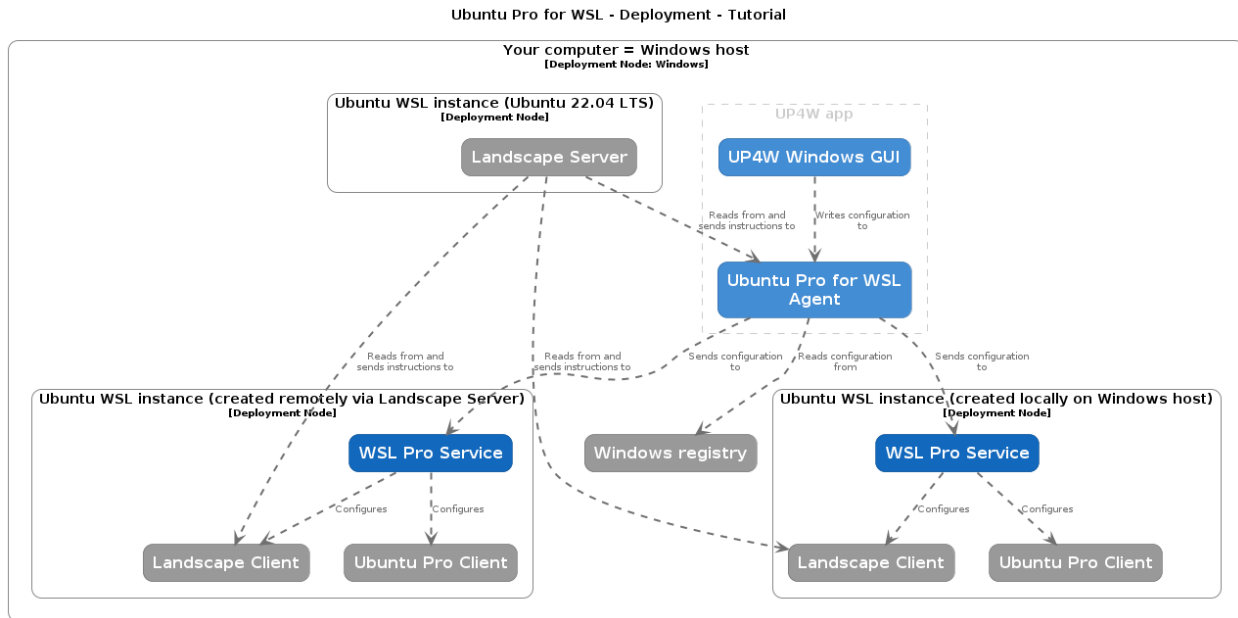 Ubuntu Pro for WSL - Deployment - Tutorial
Your computer = Windows host
[Deployment Node: Windows]
Ubuntu WSL instance (Ubuntu 22.04 LTS)
[Deployment Node]
Landscape Server
UP4W app
UP4W Windows GUI
Reads from and
sends instructions to
Writes configuration
to
Ubuntu Pro for WSL
Agent
Reads from and
sends instructions to
Reads from and
sends instructions to
Sends configuration
to
Reads configuration
from
Sends configuration
to
Ubuntu WSL instance (created remotely via Landscape Server)
[Deployment Node]
WSL Pro Service
Configures
Configures
Landscape Client
Ubuntu Pro Client
Windows registry
Ubuntu WSL instance (created locally on Windows host)
[Deployment Node]
WSL Pro Service
Configures
Configures
Landscape Client
Ubuntu Pro Client